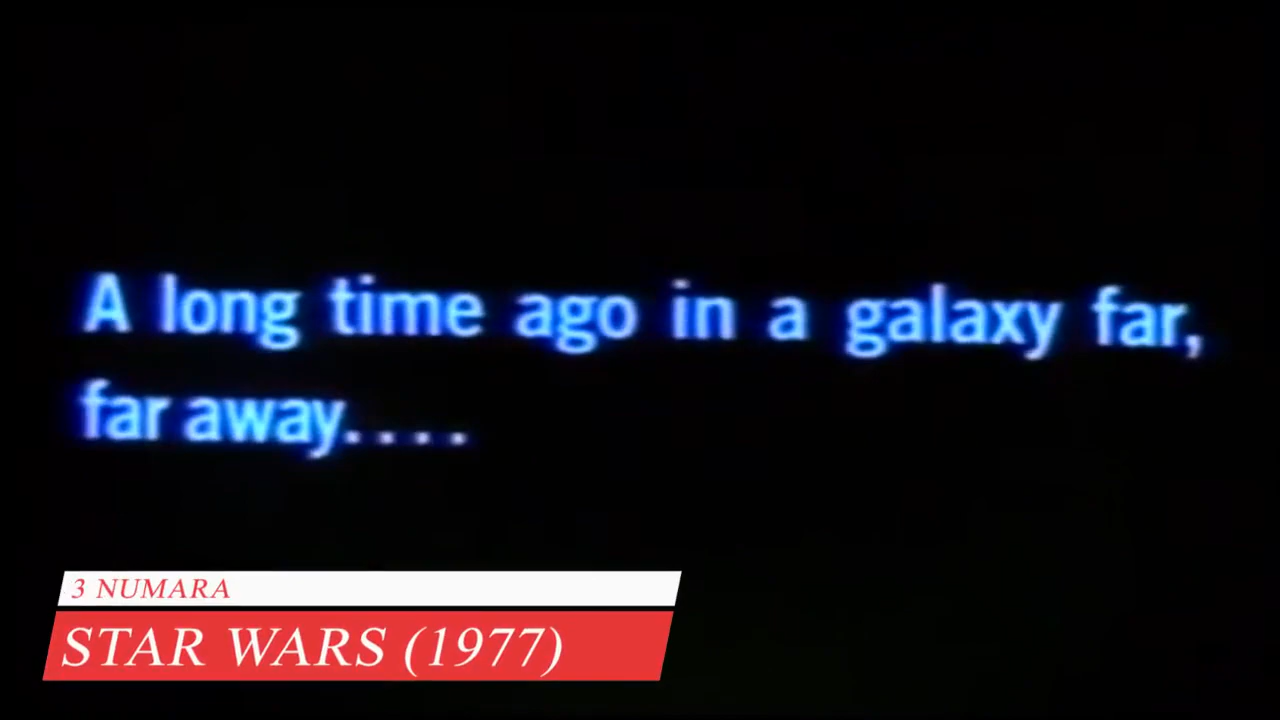 A long time ago in a galaxy far,
far away....
3 NUMARA
STAR WARS (1977)